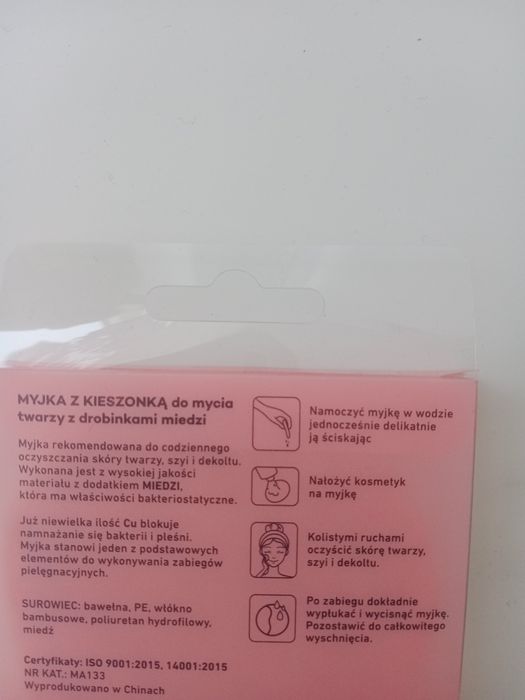 MYJKA Z KIESZONKĄ do mycia
twarzy z drobinkami miedzi
Myjka rekomendowana do codziennego
oczyszczania skóry twarzy, szyi i dekoltu.
Wykonana jest z wysokiej jakości
materiału z dodatkiem MIEDZI,
która ma właściwości bakteriostatyczne.
Już niewielka ilość Cu blokuje
namnażanie się bakterii i pleśni.
Myjka stanowi jeden z podstawowych
elementów do wykonywania zabiegów
pielęgnacyjnych.
SUROWIEC: bawełna, PE, włókno
bambusowe, poliuretan hydrofilowy,
miedź
Certyfikaty: ISO 9001:2015, 14001:2015
NR KAT.: MA133
Wyprodukowano w Chinach
Namoczyć myjkę w wodzie
jednocześnie delikatnie
ją ściskając
Nałożyć kosmetyk
na myjkę
Kolistymi ruchami
oczyścić skórę twarzy,
szyi i dekoltu.
Po zabiegu dokładnie
wypłukać i wycisnąć myjkę.
Pozostawić do całkowitego
wyschnięcia.